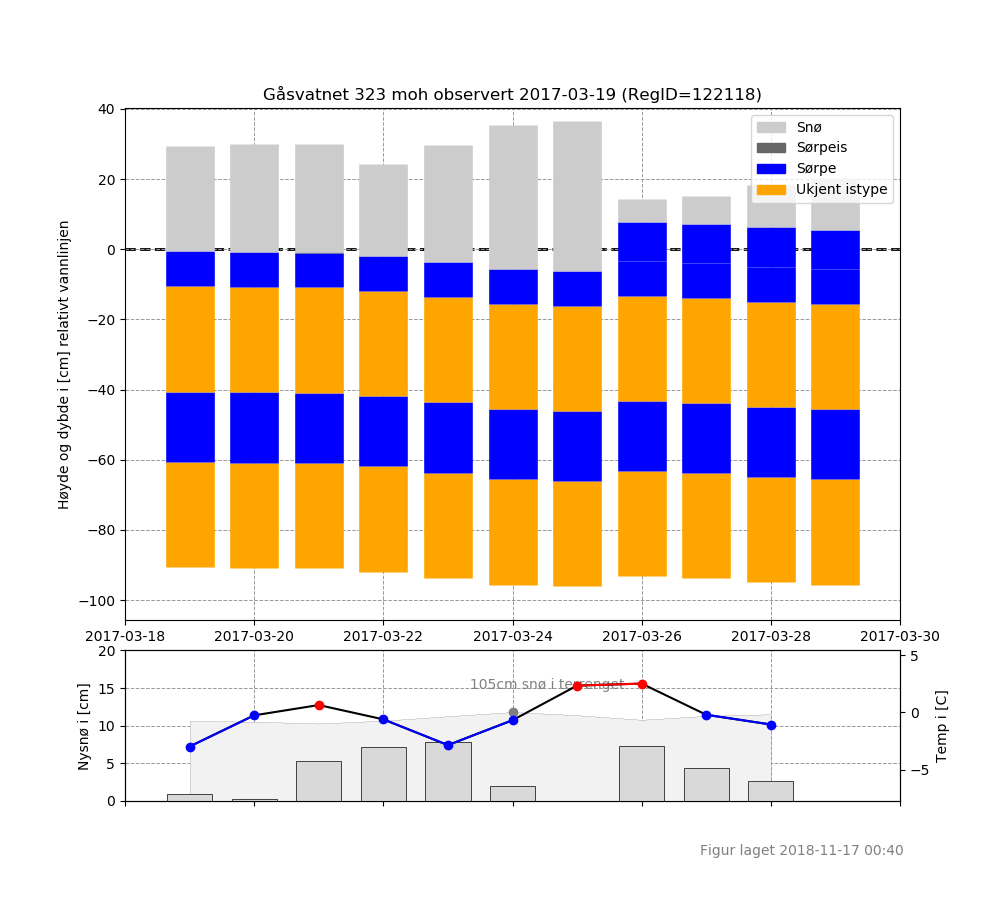 Gåsvatnet 323 moh observert 2017-03-19 (RegID=122118)
Høyde og dybde i [cm] relativt vannlinjen
40
20
0
−20
−40
−60
−80
−100
Snø
Sørpeis
Sørpe
Ukjent istype
2017-03-18
2017-03-20
2017-03-22
2017-03-24
2017-03-26
2017-03-28
2017-03-30
Nysnø i [cm]
20
15
10
5
0
105cm snø i terrenget
5
0
−5
Temp i [C]
Figur laget 2018-11-17 00:40